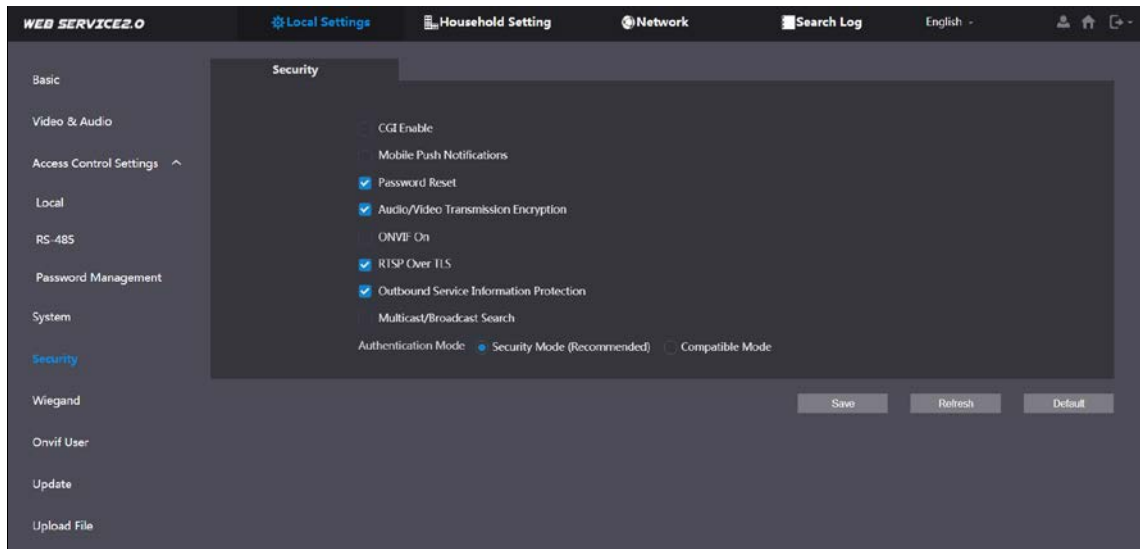 WEB SERVICE2.0 Local Settings Household Setting Network Search Log English
Basic
Video & Audio
Access Control Settings
Local
RS-485
Password Management
System
Security
Wiegand
Onvif User
Update
Upload File
Security
CGI Enable
Mobile Push Notifications
Password Reset
Audio/Video Transmission Encryption
ONVIF On
RTSP Over TLS
Outbound Service Information Protection
Multicast/Broadcast Search
Authentication Mode Security Mode (Recommended) Compatible Mode
Save Refresh Default